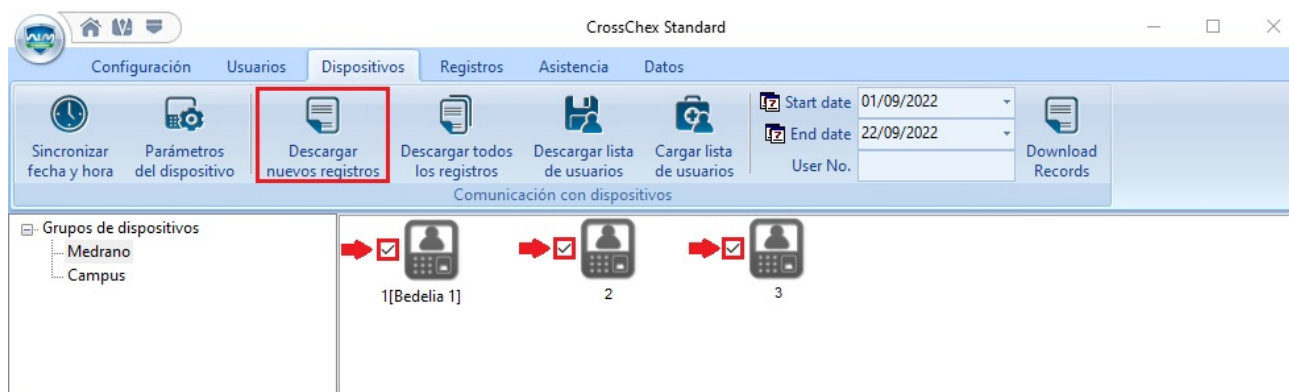 CrossChex Standard
Configuración Usuarios Dispositivos Registros Asistencia Datos
Sincronizar
fecha y hora
Parámetros
del dispositivo
Descargar
nuevos registros
Descargar todos
los registros
Descargar lista
de usuarios
Cargar lista
de usuarios
Start date 01/09/2022
End date 22/09/2022
User No.
Download
Records
Comunicación con dispositivos
Grupos de dispositivos
Medrano
Campus
1[Bedelia 1]
2
3